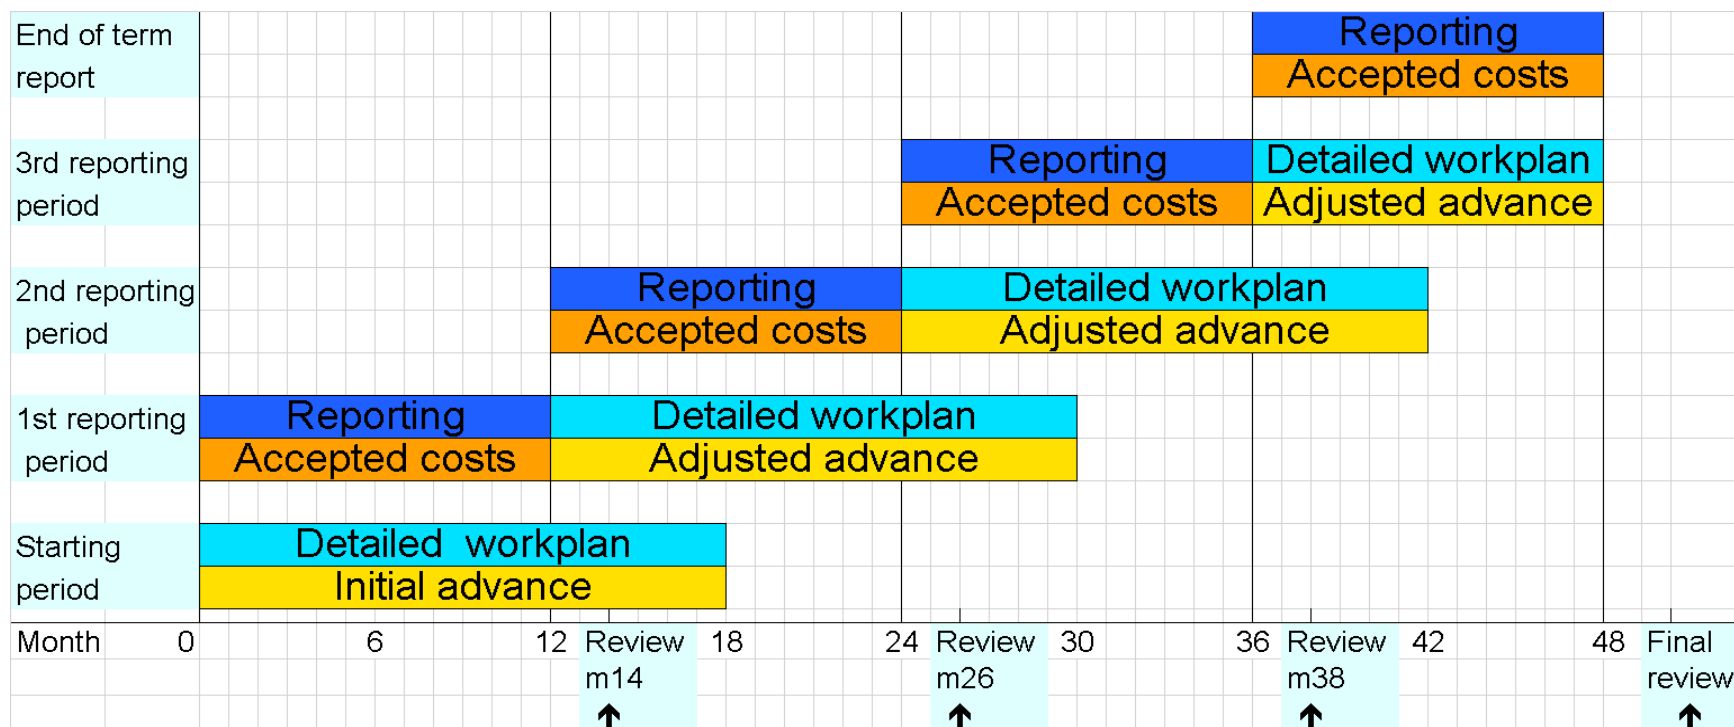 End of term
report
Reporting
Accepted costs
3rd reporting
period
Reporting
Detailed workplan
Accepted costs
Adjusted advance
2nd reporting
period
Reporting
Detailed workplan
Accepted costs
Adjusted advance
1st reporting
period
Reporting
Detailed workplan
Accepted costs
Adjusted advance
Starting
period
Detailed workplan
Initial advance
Month 0 6 12 18 24 30 36 42 48
Review
m14
Review
m26
Review
m38
Final
review